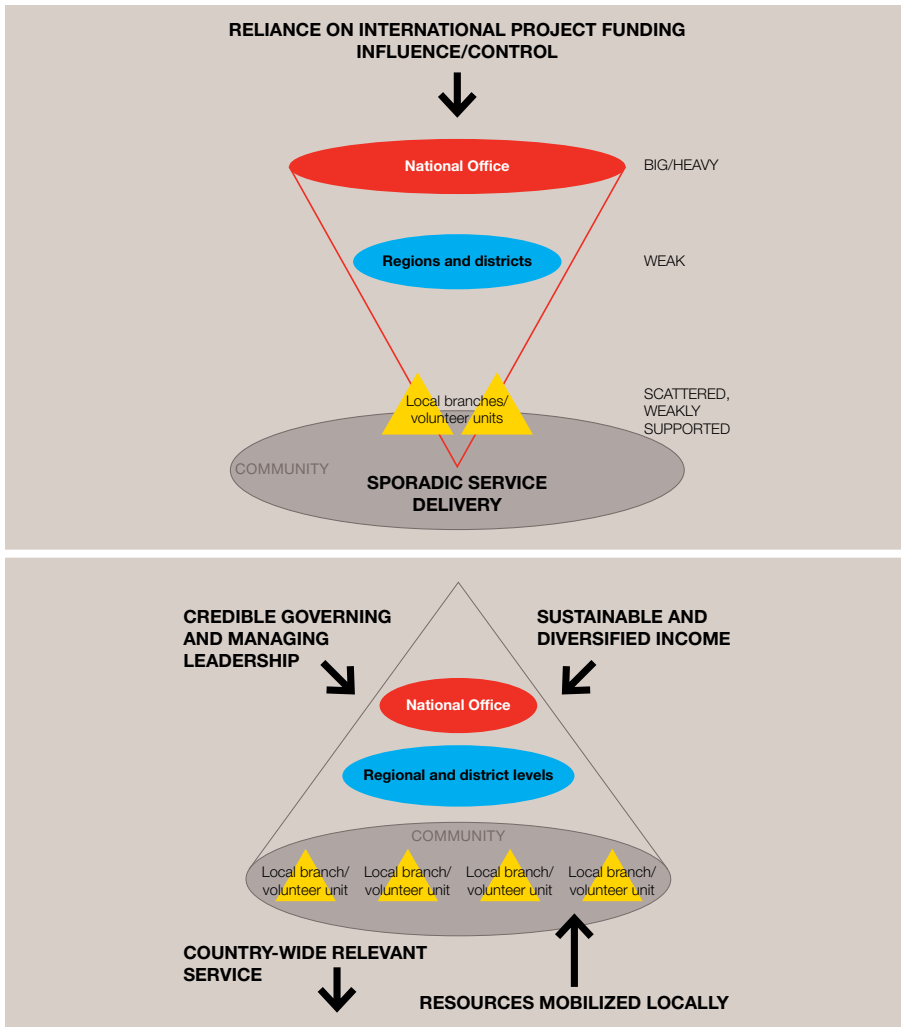 RELIANCE ON INTERNATIONAL PROJECT FUNDING
INFLUENCE/CONTROL
National Office
BIG/HEAVY
Regions and districts
WEAK
Local branches/
volunteer units
SCATTERED,
WEAKLY
SUPPORTED
COMMUNITY
SPORADIC SERVICE
DELIVERY
CREDIBLE GOVERNING
AND MANAGING
LEADERSHIP
SUSTAINABLE AND
DIVERSIFIED INCOME
National Office
Regional and district levels
COMMUNITY
Local branch/
volunteer unit
Local branch/
volunteer unit
Local branch/
volunteer unit
Local branch/
volunteer unit
COUNTRY-WIDE RELEVANT
SERVICE
RESOURCES MOBILIZED LOCALLY